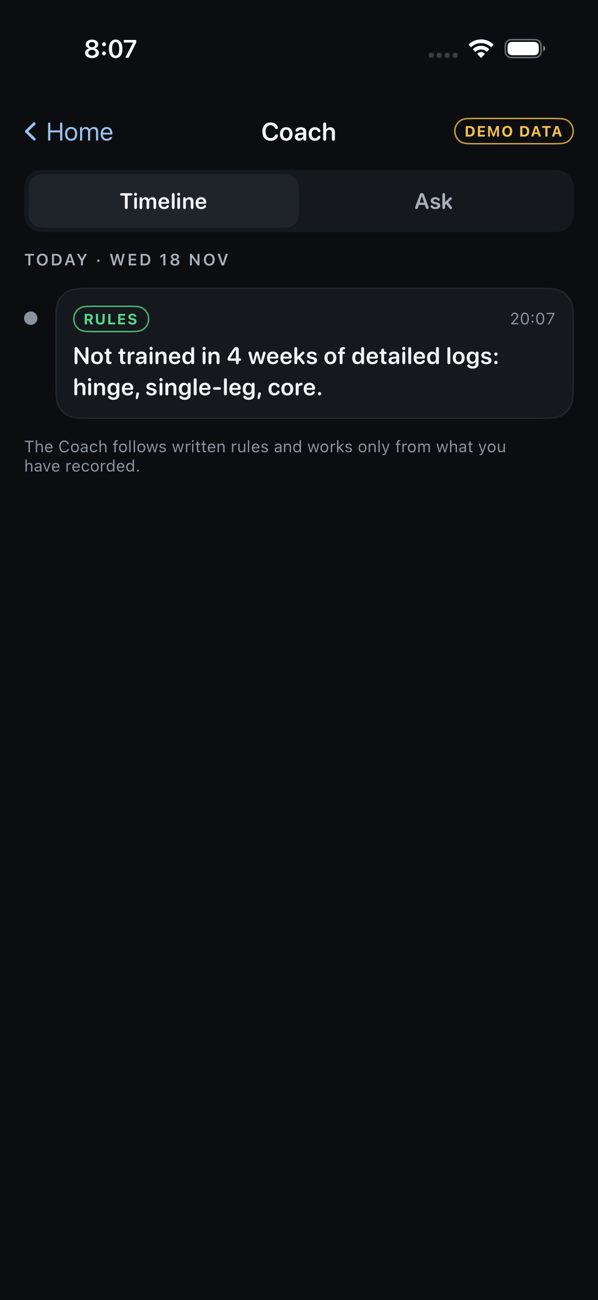 8:07
Home
Coach
DEMO DATA
Timeline
Ask
TODAY · WED 18 NOV
RULES
20:07
Not trained in 4 weeks of detailed logs:
hinge, single-leg, core.
The Coach follows written rules and works only from what you
have recorded.